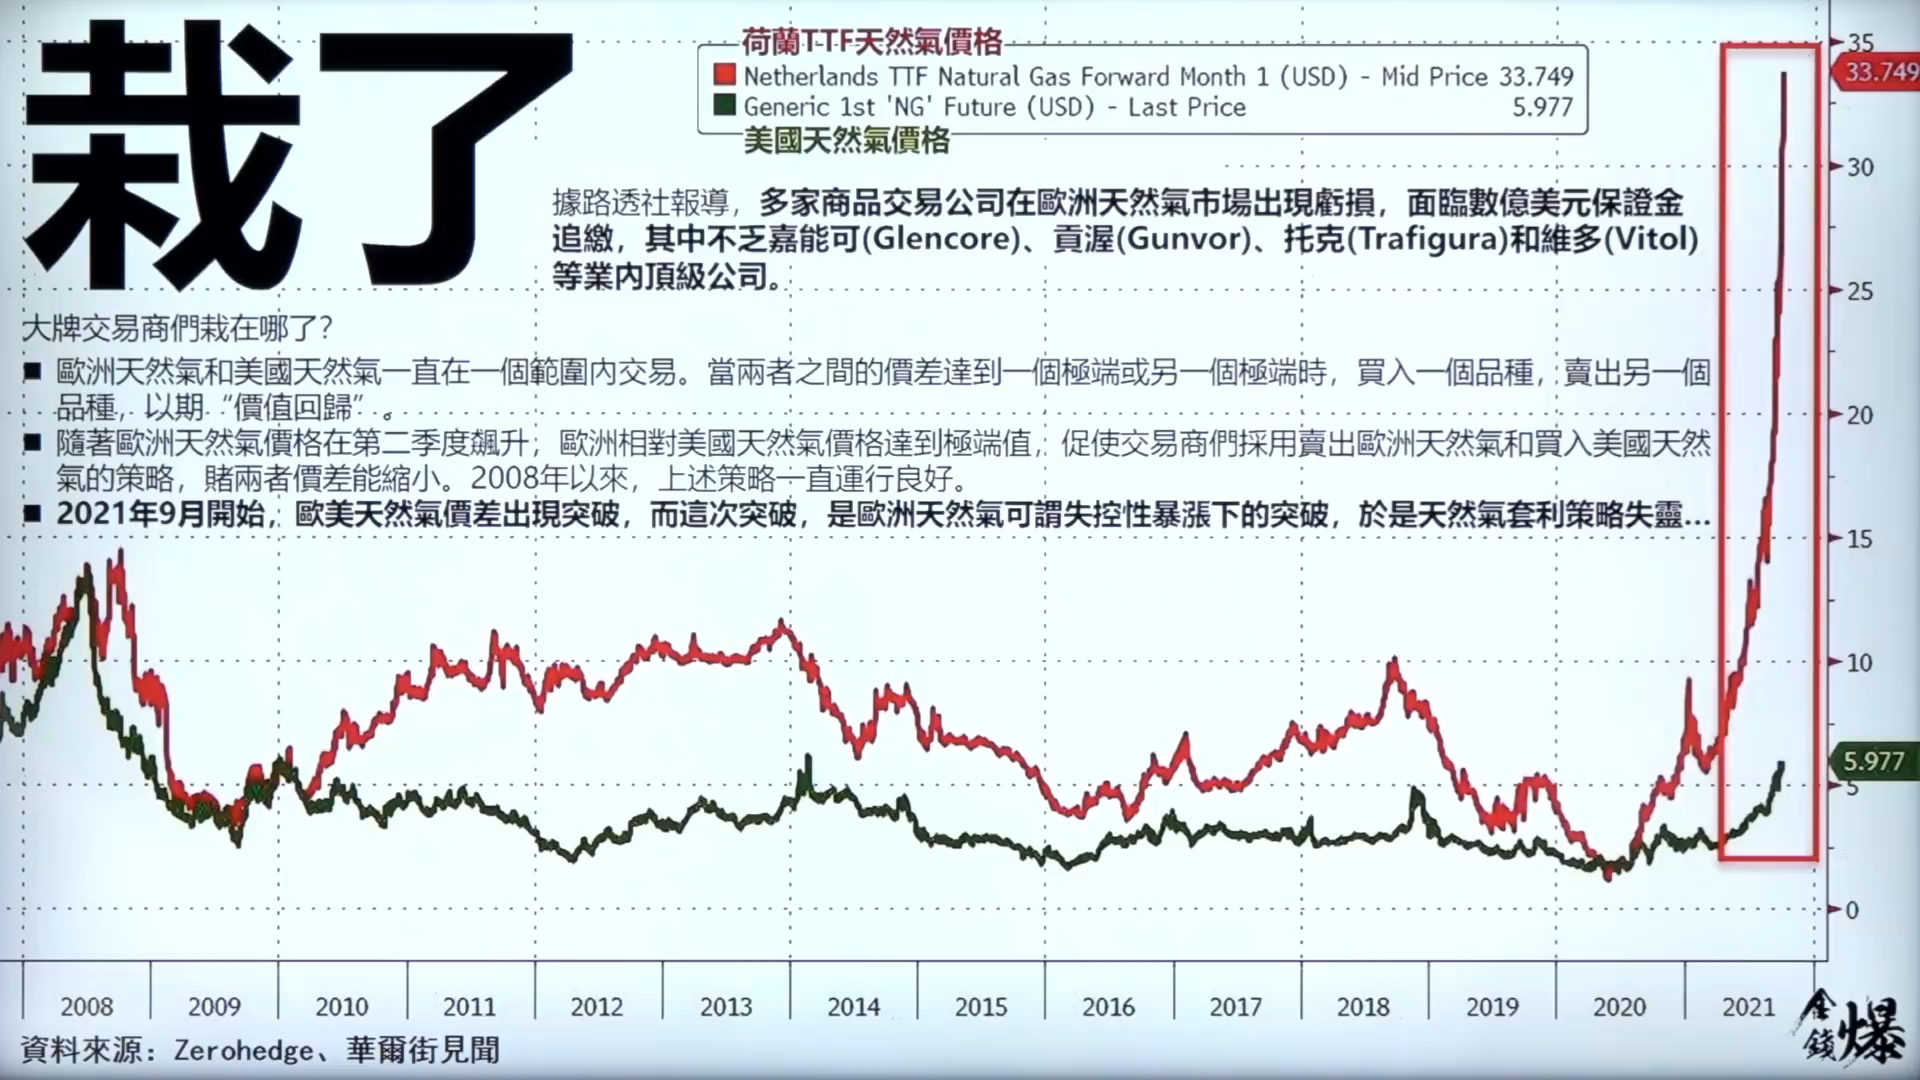 栽了
荷蘭TTF天然氣價格
Netherlands TTF Natural Gas Forward Month 1 (USD) - Mid Price 33.749
Generic 1st 'NG' Future (USD) - Last Price 5.977
美國天然氣價格
據路透社報導，多家商品交易公司在歐洲天然氣市場出現虧損，面臨數億美元保證金
追繳，其中不乏嘉能可(Glencore)、貢渥(Gunvor)、托克(Trafigura)和維多(Vitol)
等業內頂級公司。
大牌交易商們栽在哪了？
■ 歐洲天然氣和美國天然氣一直在一個範圍內交易。當兩者之間的價差達到一個極端或另一個極端時，買入一個品種，賣出另一個
品種，以期“價值回歸”。
■ 隨著歐洲天然氣價格在第二季度飆升，歐洲相對美國天然氣價格達到極端值，促使交易商們採用賣出歐洲天然氣和買入美國天然
氣的策略，賭兩者價差能縮小。2008年以來，上述策略一直運行良好。
■ 2021年9月開始，歐美天然氣價差出現突破，而這次突破，是歐洲天然氣可謂失控性暴漲下的突破，於是天然氣套利策略失靈...
35
33.749
30
25
20
15
10
5.977
5
0
2008 2009 2010 2011 2012 2013 2014 2015 2016 2017 2018 2019 2020 2021
資料來源：Zerohedge、華爾街見聞
金錢爆